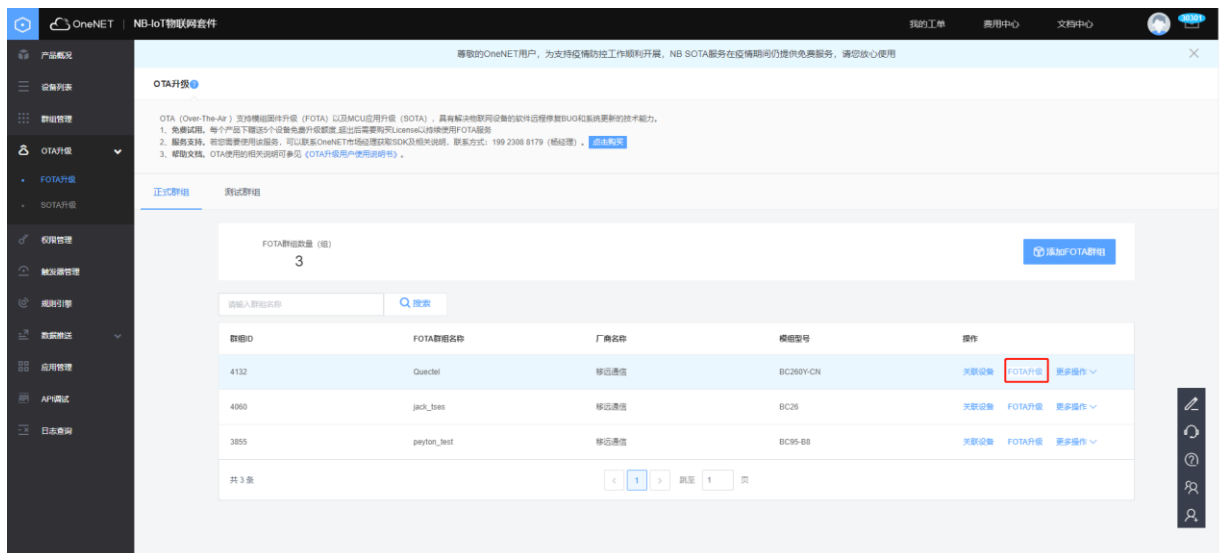 OneNET | NB-IoT物联网套件 我的工单 费用中心 文档中心 30301
产品概况
设备列表
群组管理
OTA升级
FOTA升级
SOTA升级
权限管理
触发器管理
规则引擎
数据推送
应用管理
API调试
日志查询
尊敬的OneNET用户，为支持疫情防控工作顺利开展，NB SOTA服务在疫情期间仍提供免费服务，请您放心使用
OTA升级
OTA（Over-The-Air ）支持模组固件升级（FOTA）以及MCU应用升级（SOTA），具有解决物联网设备的软件远程修复BUG和系统更新的技术能力。
1、免费试用。每个产品下赠送5个设备免费升级额度,超出后需要购买License以持续使用FOTA服务
2、服务支持。若您需要使用该服务，可以联系OneNET市场经理获取SDK及相关说明，联系方式：199 2308 8179（杨经理）。 点击购买
3、帮助文档。OTA使用的相关说明可参见《OTA升级用户使用说明书》。
正式群组 测试群组
FOTA群组数量（组）
3
添加FOTA群组
请输入群组名称 搜索
群组ID FOTA群组名称 厂商名称 模组型号 操作
4132 Quectel 移远通信 BC260Y-CN 关联设备 FOTA升级 更多操作
4060 jack_tses 移远通信 BC26 关联设备 FOTA升级 更多操作
3855 peyton_test 移远通信 BC95-B8 关联设备 FOTA升级 更多操作
共 3 条 < 1 > 跳至 1 页